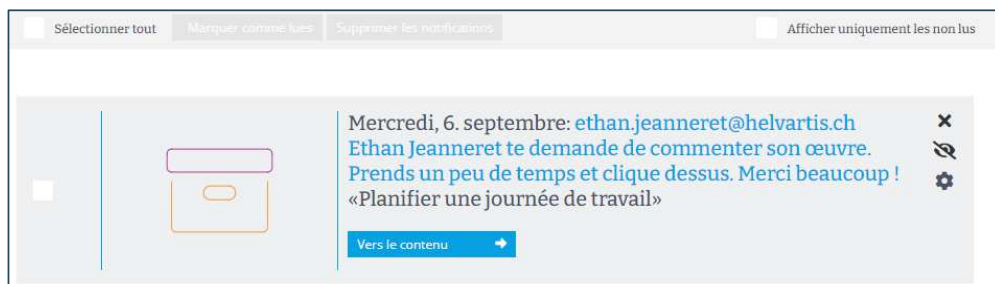 Sélectionner tout Marquer comme lues Supprimer les notifications Afficher uniquement les non lus
Mercredi, 6. septembre: ethan.jeanneret@helvartis.ch
Ethan Jeanneret te demande de commenter son œuvre.
Prends un peu de temps et clique dessus. Merci beaucoup !
«Planifier une journée de travail»
Vers le contenu